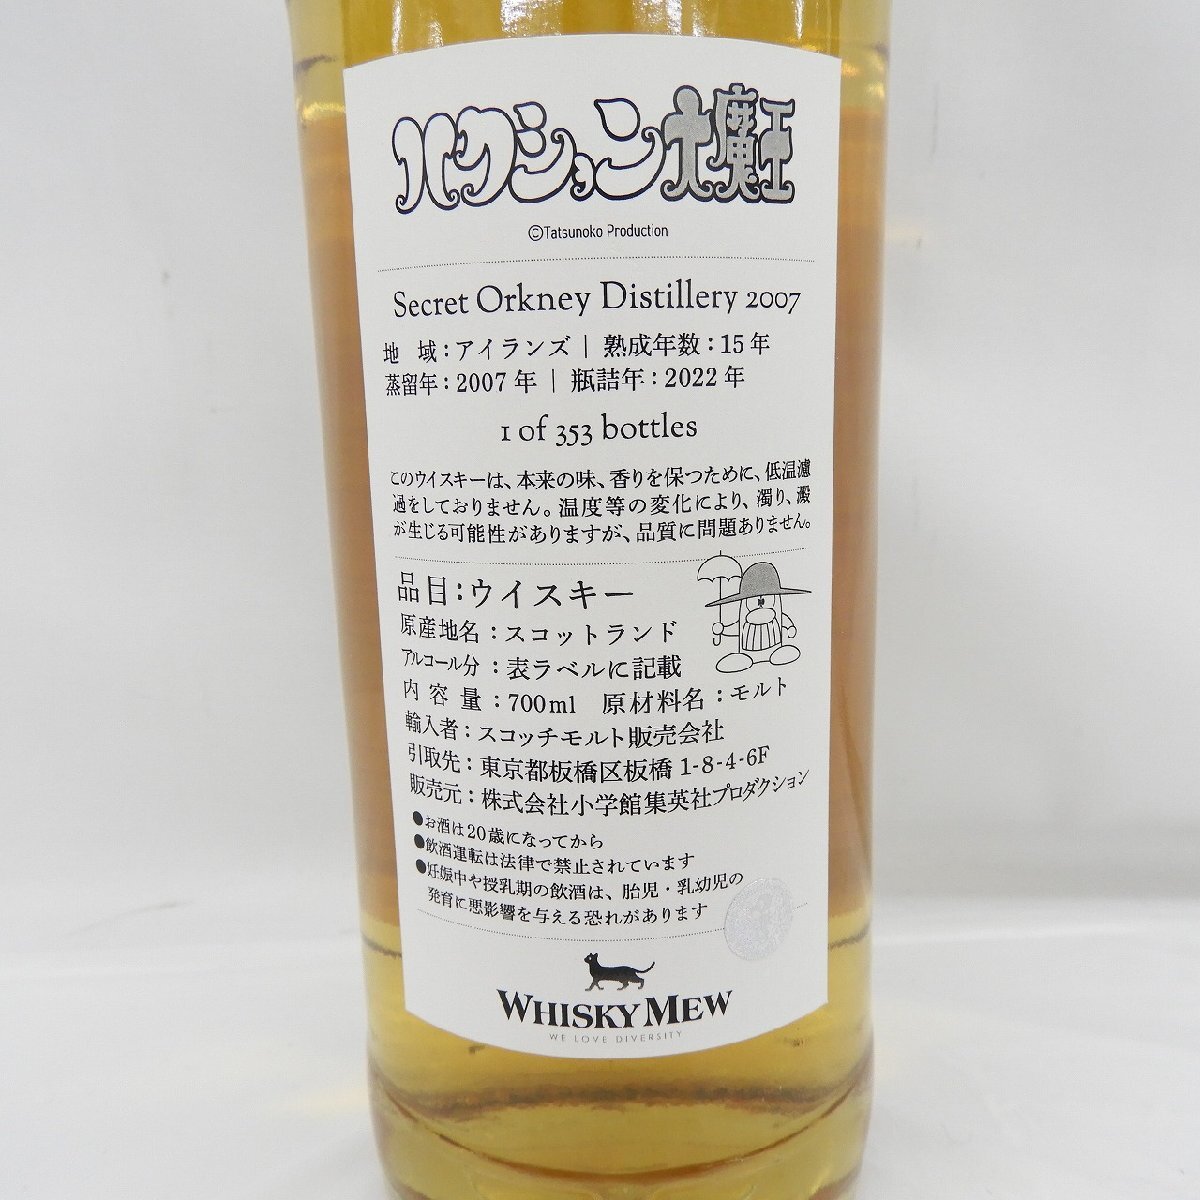 ハクション大魔王
©Tatsunoko Production
Secret Orkney Distillery 2007
地 域：アイランズ | 熟成年数：15年
蒸留年：2007年 | 瓶詰年：2022年
1 of 353 bottles
このウイスキーは、本来の味、香りを保つために、低温濾
過をしておりません。温度等の変化により、濁り、澱
が生じる可能性がありますが、品質に問題ありません。
品目：ウイスキー
原産地名：スコットランド
アルコール分：表ラベルに記載
内容量：700ml 原材料名：モルト
輸入者：スコッチモルト販売会社
引取先：東京都板橋区板橋1-8-4-6F
販売元：株式会社小学館集英社プロダクション
●お酒は20歳になってから
●飲酒運転は法律で禁止されています
●妊娠中や授乳期の飲酒は、胎児・乳幼児の
発育に悪影響を与える恐れがあります
WHISKY MEW
WE LOVE DIVERSITY